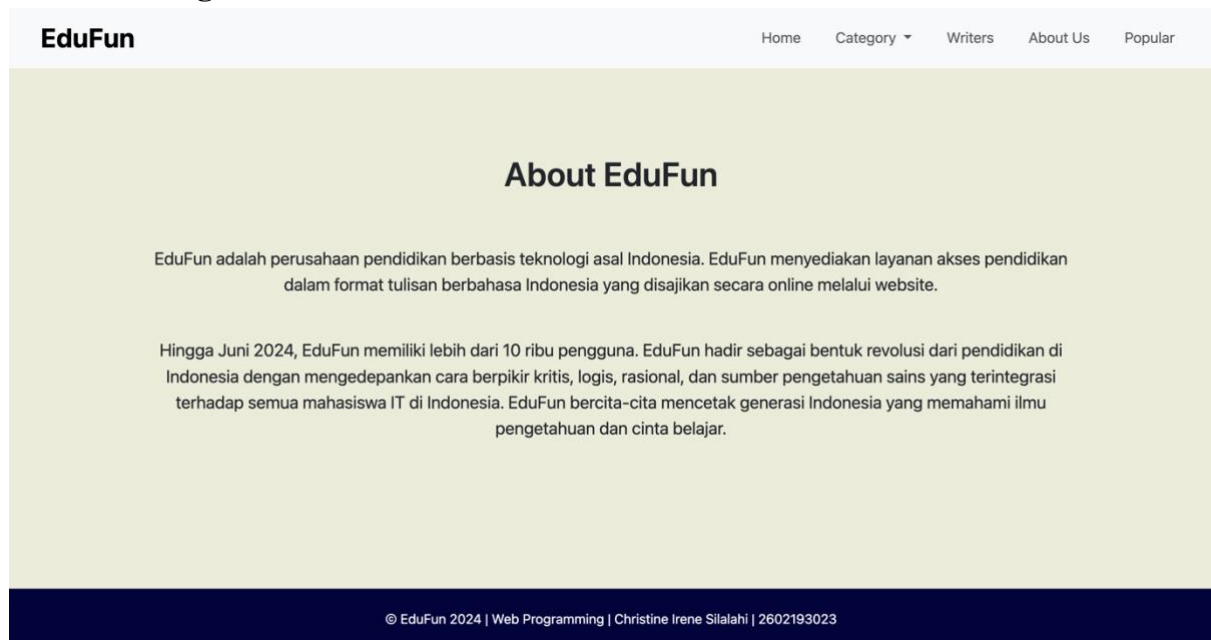 EduFun
Home Category Writers About Us Popular
About EduFun
EduFun adalah perusahaan pendidikan berbasis teknologi asal Indonesia. EduFun menyediakan layanan akses pendidikan
dalam format tulisan berbahasa Indonesia yang disajikan secara online melalui website.
Hingga Juni 2024, EduFun memiliki lebih dari 10 ribu pengguna. EduFun hadir sebagai bentuk revolusi dari pendidikan di
Indonesia dengan mengedepankan cara berpikir kritis, logis, rasional, dan sumber pengetahuan sains yang terintegrasi
terhadap semua mahasiswa IT di Indonesia. EduFun bercita-cita mencetak generasi Indonesia yang memahami ilmu
pengetahuan dan cinta belajar.
© EduFun 2024 | Web Programming | Christine Irene Silalahi | 2602193023